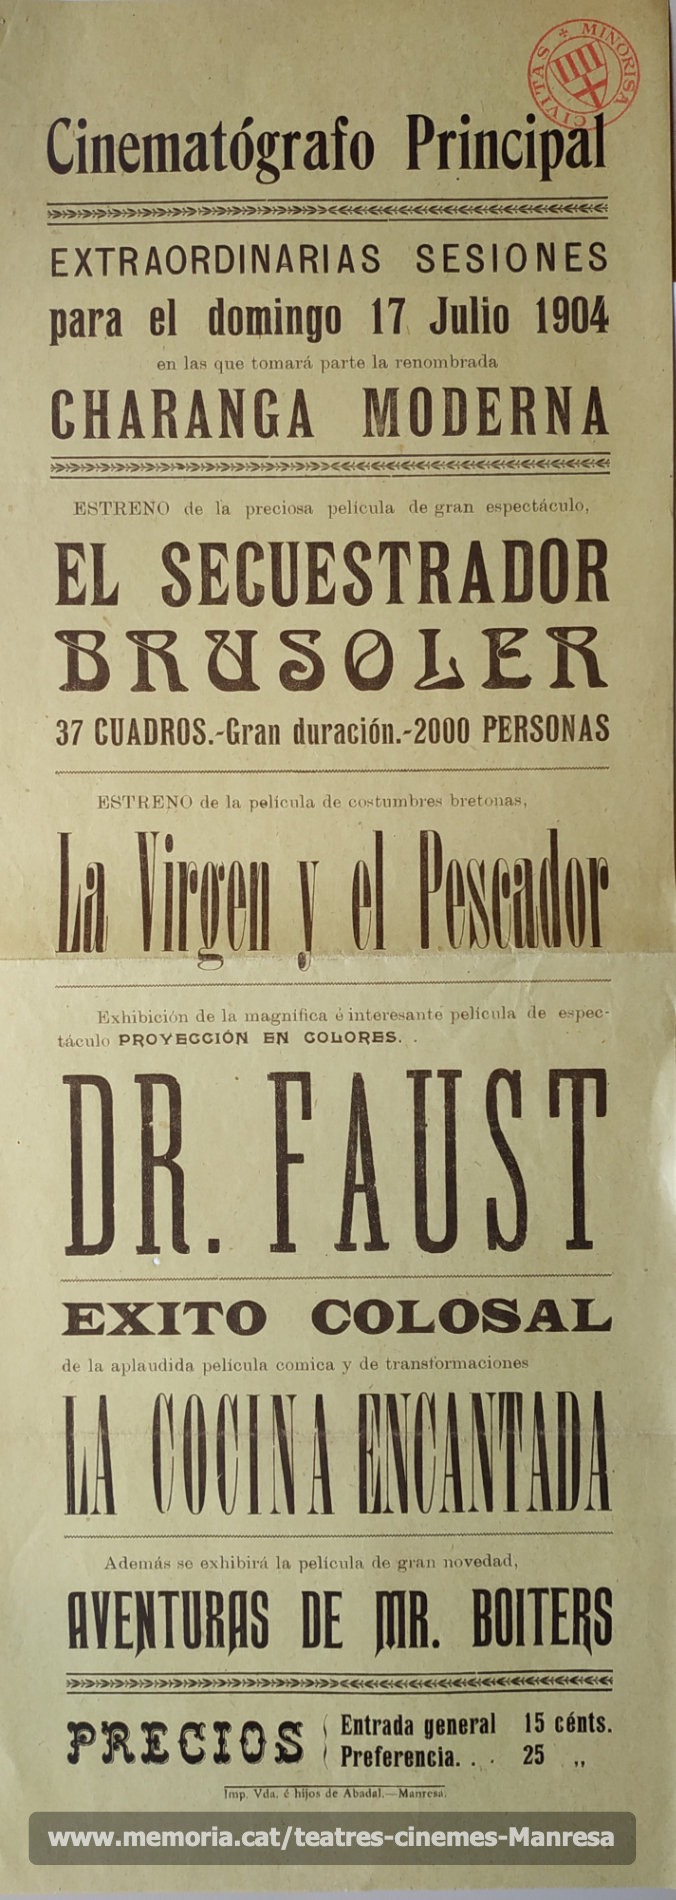 CIVITAS MINORISA
Cinematógrafo Principal
EXTRAORDINARIAS SESIONES
para el domingo 17 Julio 1904
en las que tomará parte la renombrada
CHARANGA MODERNA
ESTRENO de la preciosa película de gran espectáculo,
EL SECUESTRADOR
BRUSOLER
37 CUADROS.-Gran duración.-2000 PERSONAS
ESTRENO de la película de costumbres bretonas,
La Virgen y el Pescador
Exhibición de la magnífica é interesante película de espec-
táculo PROYECCIÓN EN COLORES. .
DR. FAUST
EXITO COLOSAL
de la aplaudida película comica y de transformaciones
LA COCINA ENCANTADA
Además se exhibirá la película de gran novedad,
AVENTURAS DE MR. BOITERS
PRECIOS { Entrada general 15 cénts.
Preferencia. . . 25 „
Imp. Vda. é hijos de Abadal.—Manresa.
www.memoria.cat/teatres-cinemes-Manresa